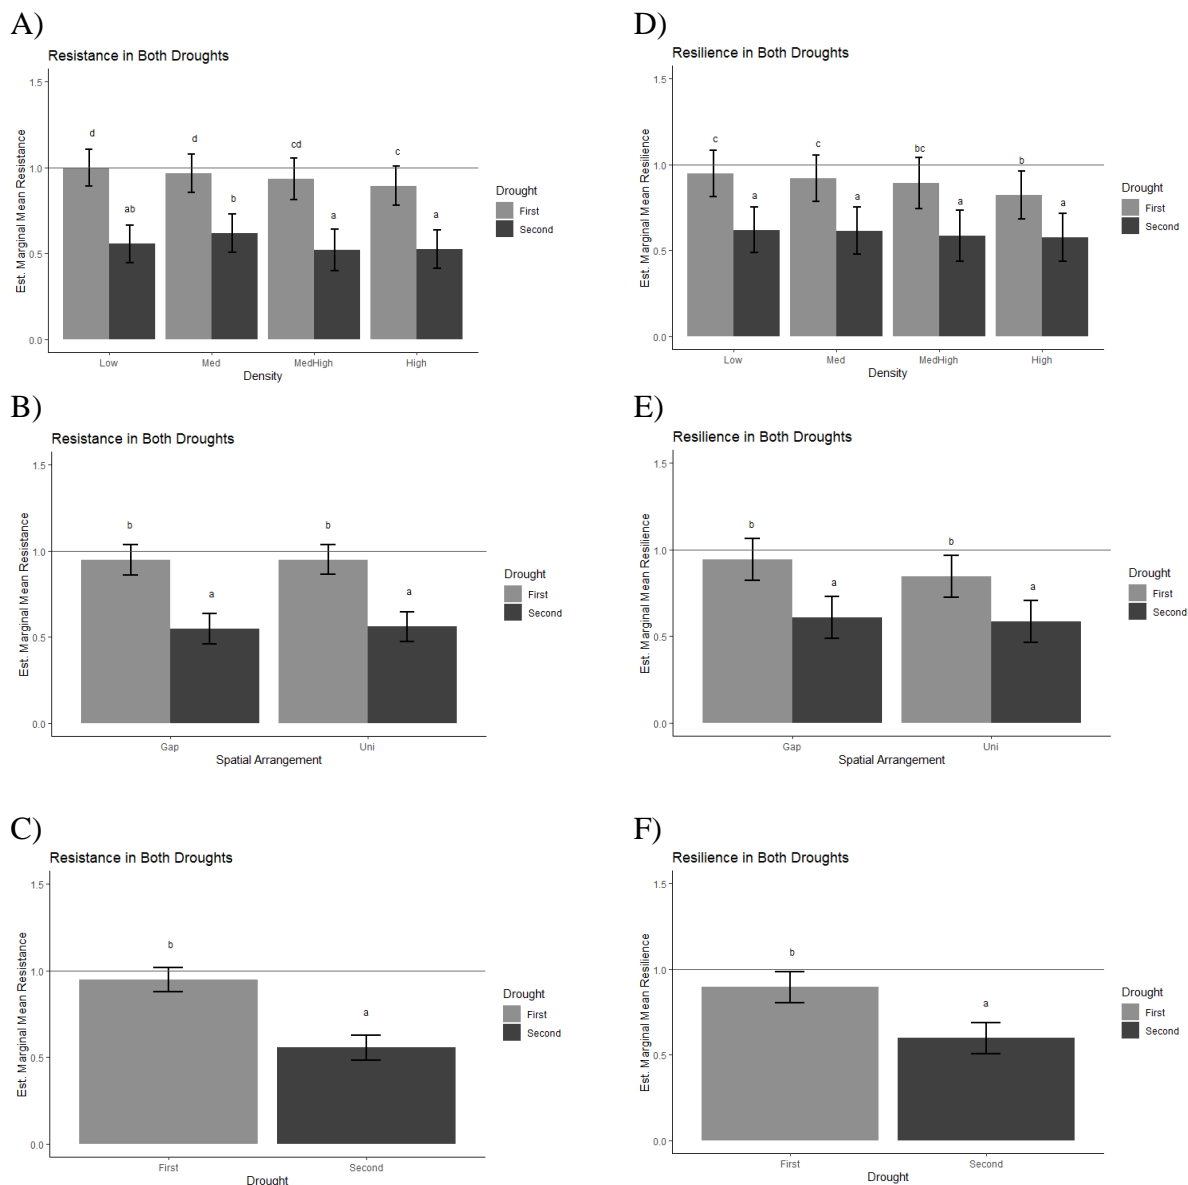 A)
Resistance in Both Droughts
Est. Marginal Mean Resistance
1.5
1.0
0.5
0.0
d
ab
d
b
cd
a
c
a
Low
Med
MedHigh
High
Density
Drought
First
Second
B)
Resistance in Both Droughts
Est. Marginal Mean Resistance
1.5
1.0
0.5
0.0
b
a
b
a
Gap
Uni
Spatial Arrangement
Drought
First
Second
C)
Resistance in Both Droughts
Est. Marginal Mean Resistance
1.5
1.0
0.5
0.0
b
a
First
Second
Drought
Drought
First
Second
D)
Resilience in Both Droughts
Est. Marginal Mean Resilience
1.5
1.0
0.5
0.0
c
a
c
a
bc
a
b
a
Low
Med
MedHigh
High
Density
Drought
First
Second
E)
Resilience in Both Droughts
Est. Marginal Mean Resilience
1.5
1.0
0.5
0.0
b
a
b
a
Gap
Uni
Spatial Arrangement
Drought
First
Second
F)
Resilience in Both Droughts
Est. Marginal Mean Resilience
1.5
1.0
0.5
0.0
b
a
First
Second
Drought
Drought
First
Second